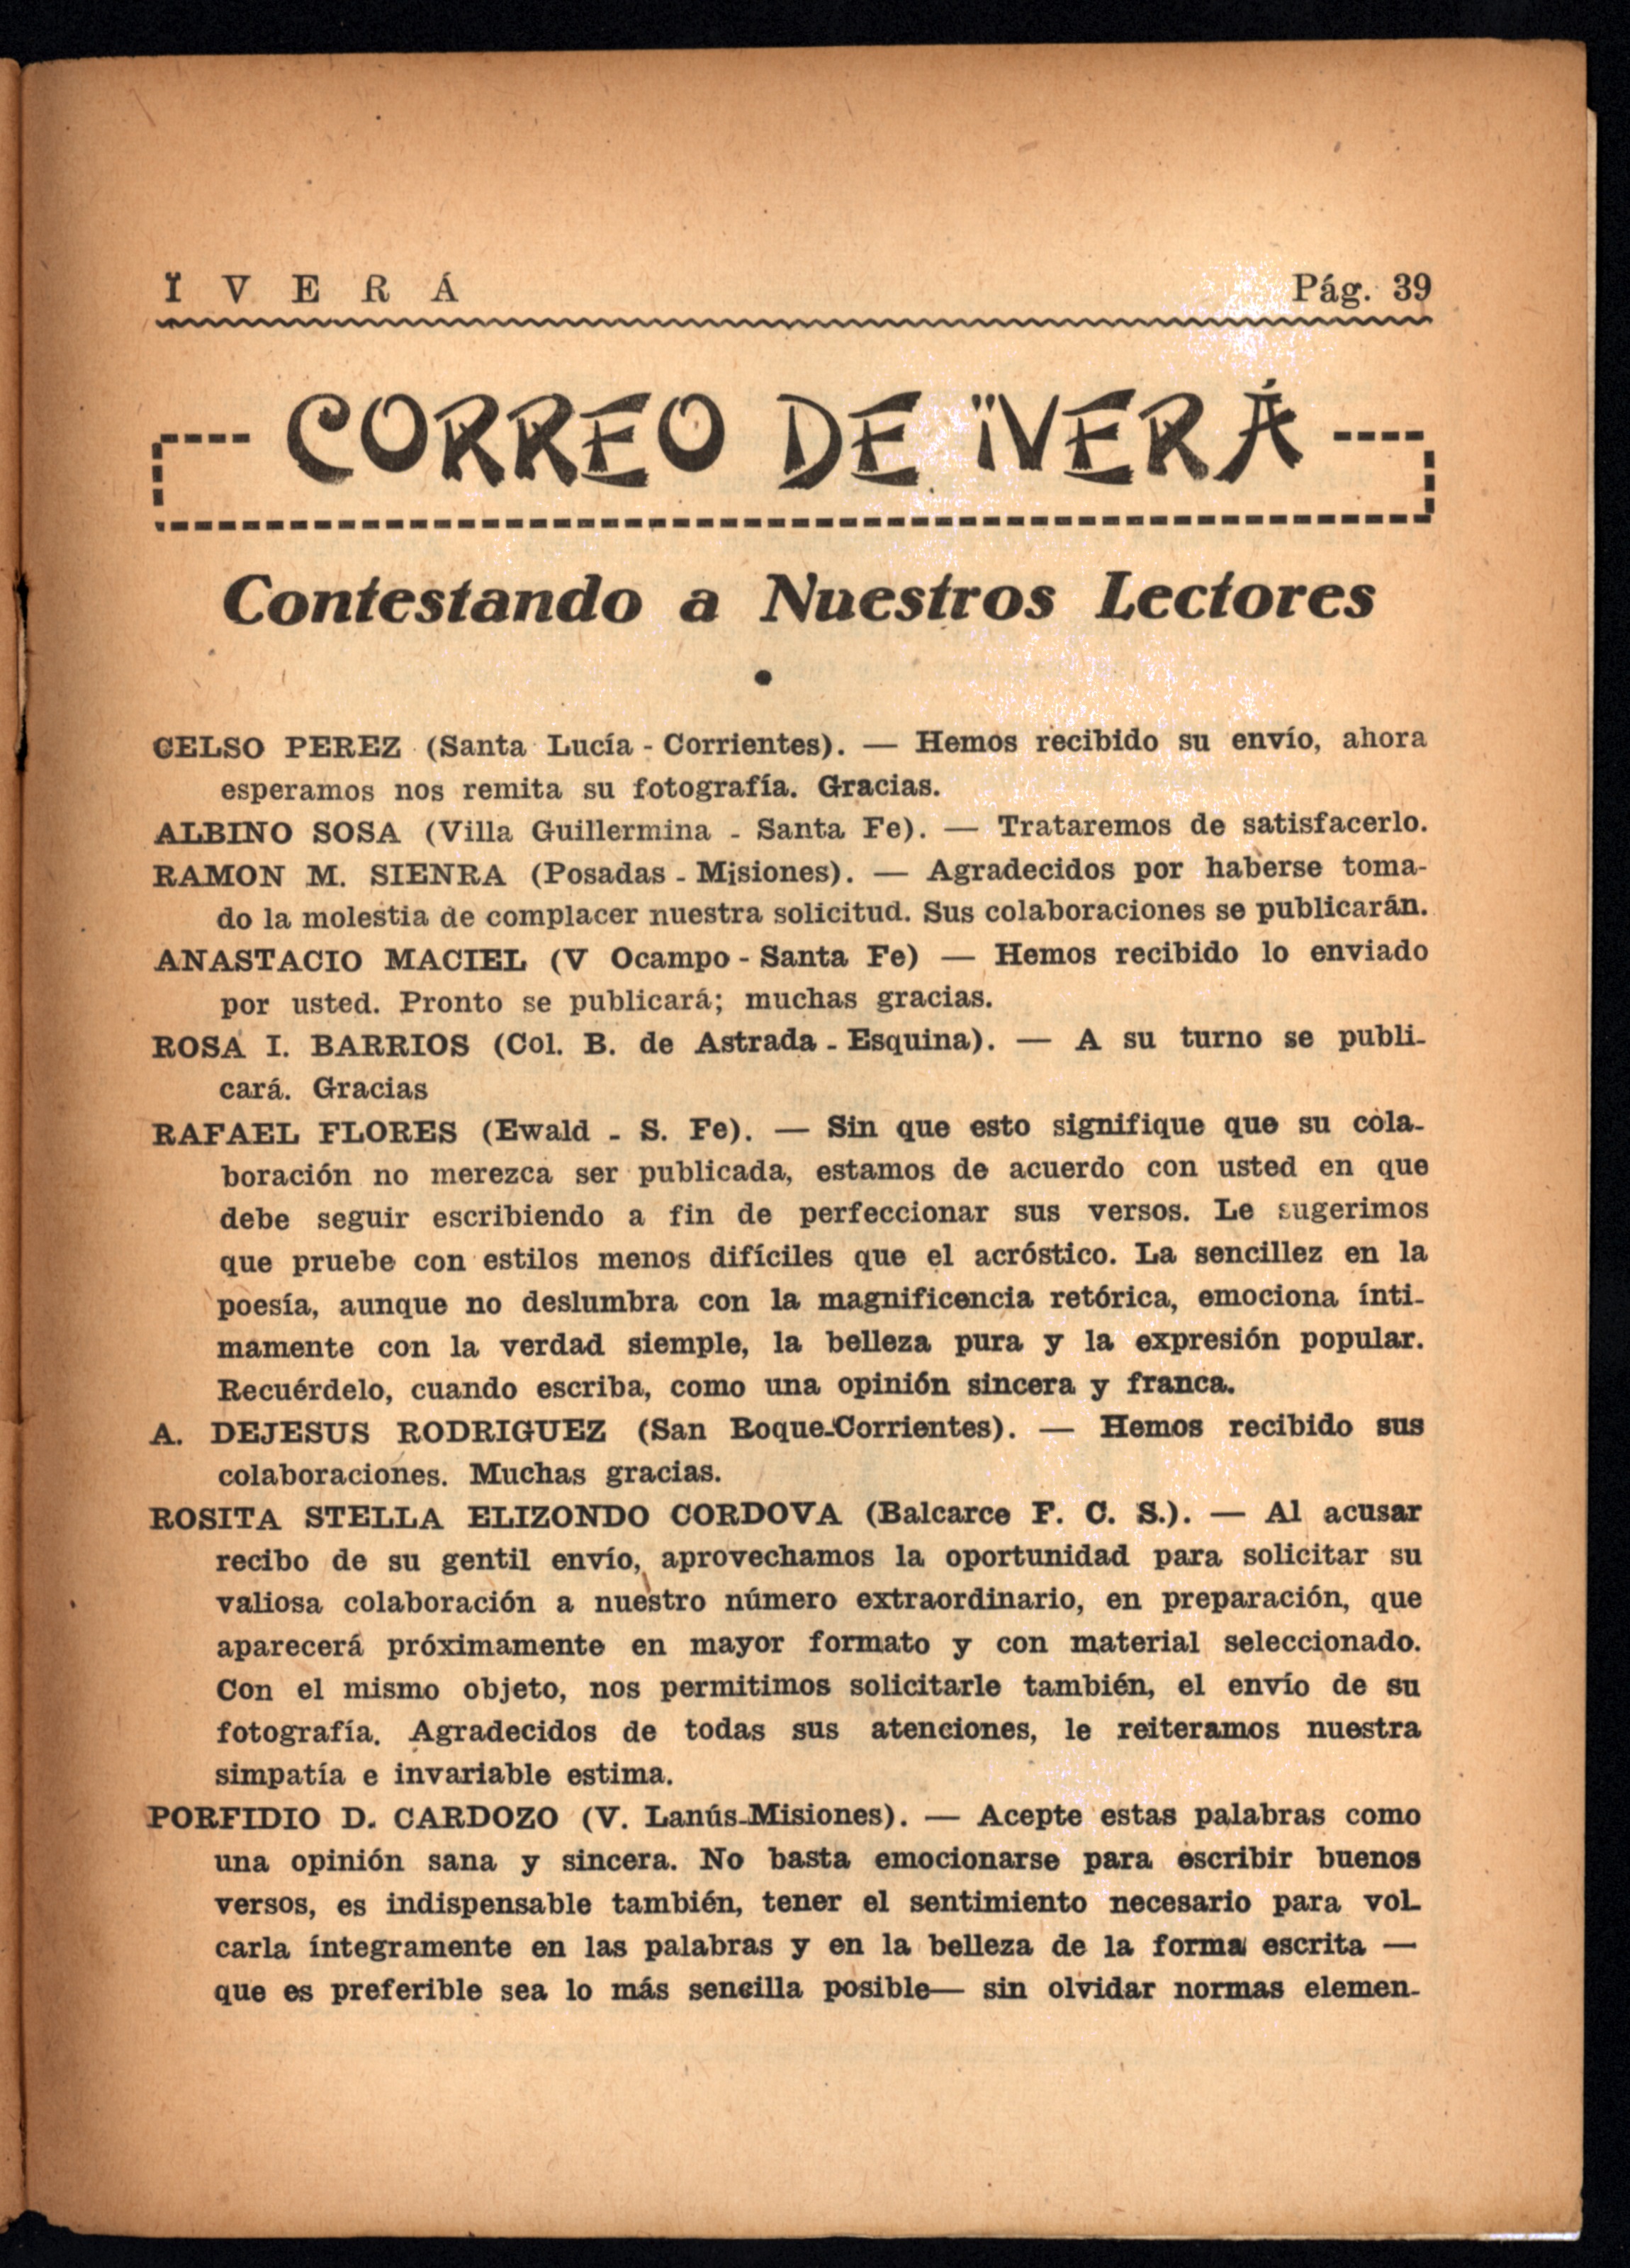 Ï V E R Á Pág. 39
CORREO DE ÏVERÁ
Contestando a Nuestros Lectores
CELSO PEREZ (Santa Lucía - Corrientes). — Hemos recibido su envío, ahora
esperamos nos remita su fotografía. Gracias.
ALBINO SOSA (Villa Guillermina - Santa Fe). — Trataremos de satisfacerlo.
RAMON M. SIENRA (Posadas - Misiones). — Agradecidos por haberse toma-
do la molestia de complacer nuestra solicitud. Sus colaboraciones se publicarán.
ANASTACIO MACIEL (V Ocampo - Santa Fe) — Hemos recibido lo enviado
por usted. Pronto se publicará; muchas gracias.
ROSA I. BARRIOS (Col. B. de Astrada - Esquina). — A su turno se publi-
cará. Gracias
RAFAEL FLORES (Ewald - S. Fe). — Sin que esto signifique que su cola-
boración no merezca ser publicada, estamos de acuerdo con usted en que
debe seguir escribiendo a fin de perfeccionar sus versos. Le sugerimos
que pruebe con estilos menos difíciles que el acróstico. La sencillez en la
poesía, aunque no deslumbra con la magnificencia retórica, emociona ínti-
mamente con la verdad siemple, la belleza pura y la expresión popular.
Recuérdelo, cuando escriba, como una opinión sincera y franca.
A. DEJESUS RODRIGUEZ (San Roque-Corrientes). — Hemos recibido sus
colaboraciones. Muchas gracias.
ROSITA STELLA ELIZONDO CORDOVA (Balcarce F. C. S.). — Al acusar
recibo de su gentil envío, aprovechamos la oportunidad para solicitar su
valiosa colaboración a nuestro número extraordinario, en preparación, que
aparecerá próximamente en mayor formato y con material seleccionado.
Con el mismo objeto, nos permitimos solicitarle también, el envío de su
fotografía. Agradecidos de todas sus atenciones, le reiteramos nuestra
simpatía e invariable estima.
PORFIDIO D. CARDOZO (V. Lanús-Misiones). — Acepte estas palabras como
una opinión sana y sincera. No basta emocionarse para escribir buenos
versos, es indispensable también, tener el sentimiento necesario para vol-
carla íntegramente en las palabras y en la belleza de la forma escrita —
que es preferible sea lo más sencilla posible— sin olvidar normas elemen-